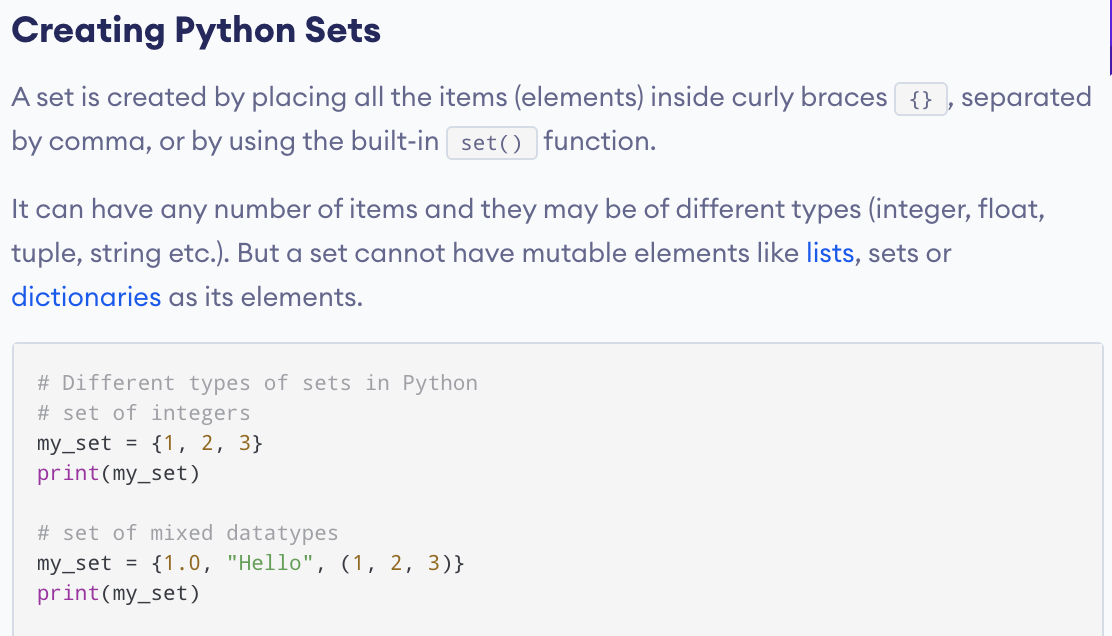 Creating Python Sets
A set is created by placing all the items (elements) inside curly braces {} , separated
by comma, or by using the built-in set() function.
It can have any number of items and they may be of different types (integer, float,
tuple, string etc.). But a set cannot have mutable elements like lists, sets or
dictionaries as its elements.
# Different types of sets in Python
# set of integers
my_set = {1, 2, 3}
print(my_set)
# set of mixed datatypes
my_set = {1.0, "Hello", (1, 2, 3)}
print(my_set)